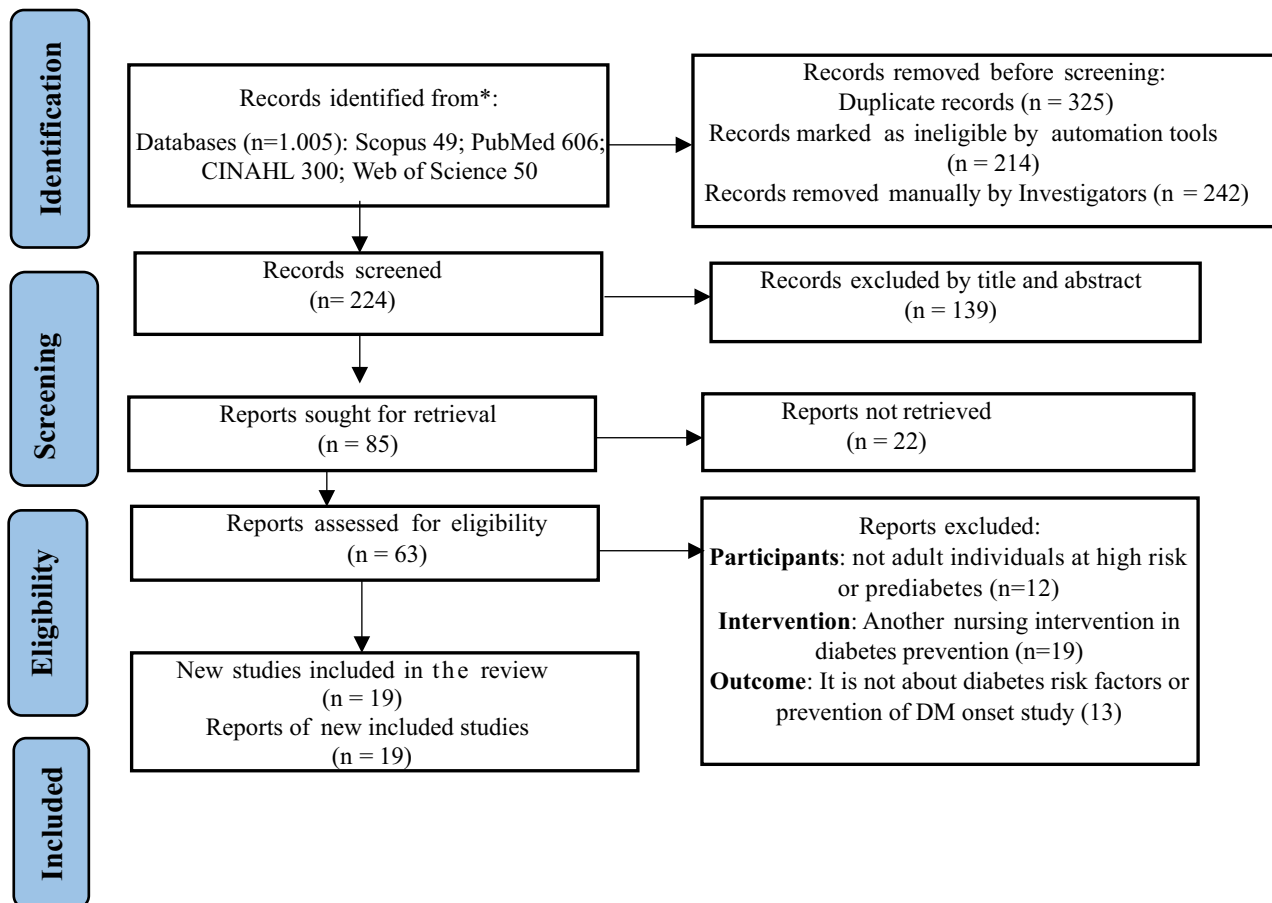 Identification
Records identified from*:
Databases (n=1.005): Scopus 49; PubMed 606;
CINAHL 300; Web of Science 50
Records removed before screening:
Duplicate records (n = 325)
Records marked as ineligible by automation tools
(n = 214)
Records removed manually by Investigators (n = 242)
Screening
Records screened
(n= 224)
Records excluded by title and abstract
(n = 139)
Reports sought for retrieval
(n = 85)
Reports not retrieved
(n = 22)
Eligibility
Reports assessed for eligibility
(n = 63)
Reports excluded:
Participants: not adult individuals at high risk
or prediabetes (n=12)
Intervention: Another nursing intervention in
diabetes prevention (n=19)
Outcome: It is not about diabetes risk factors or
prevention of DM onset study (13)
Included
New studies included in the review
(n = 19)
Reports of new included studies
(n = 19)